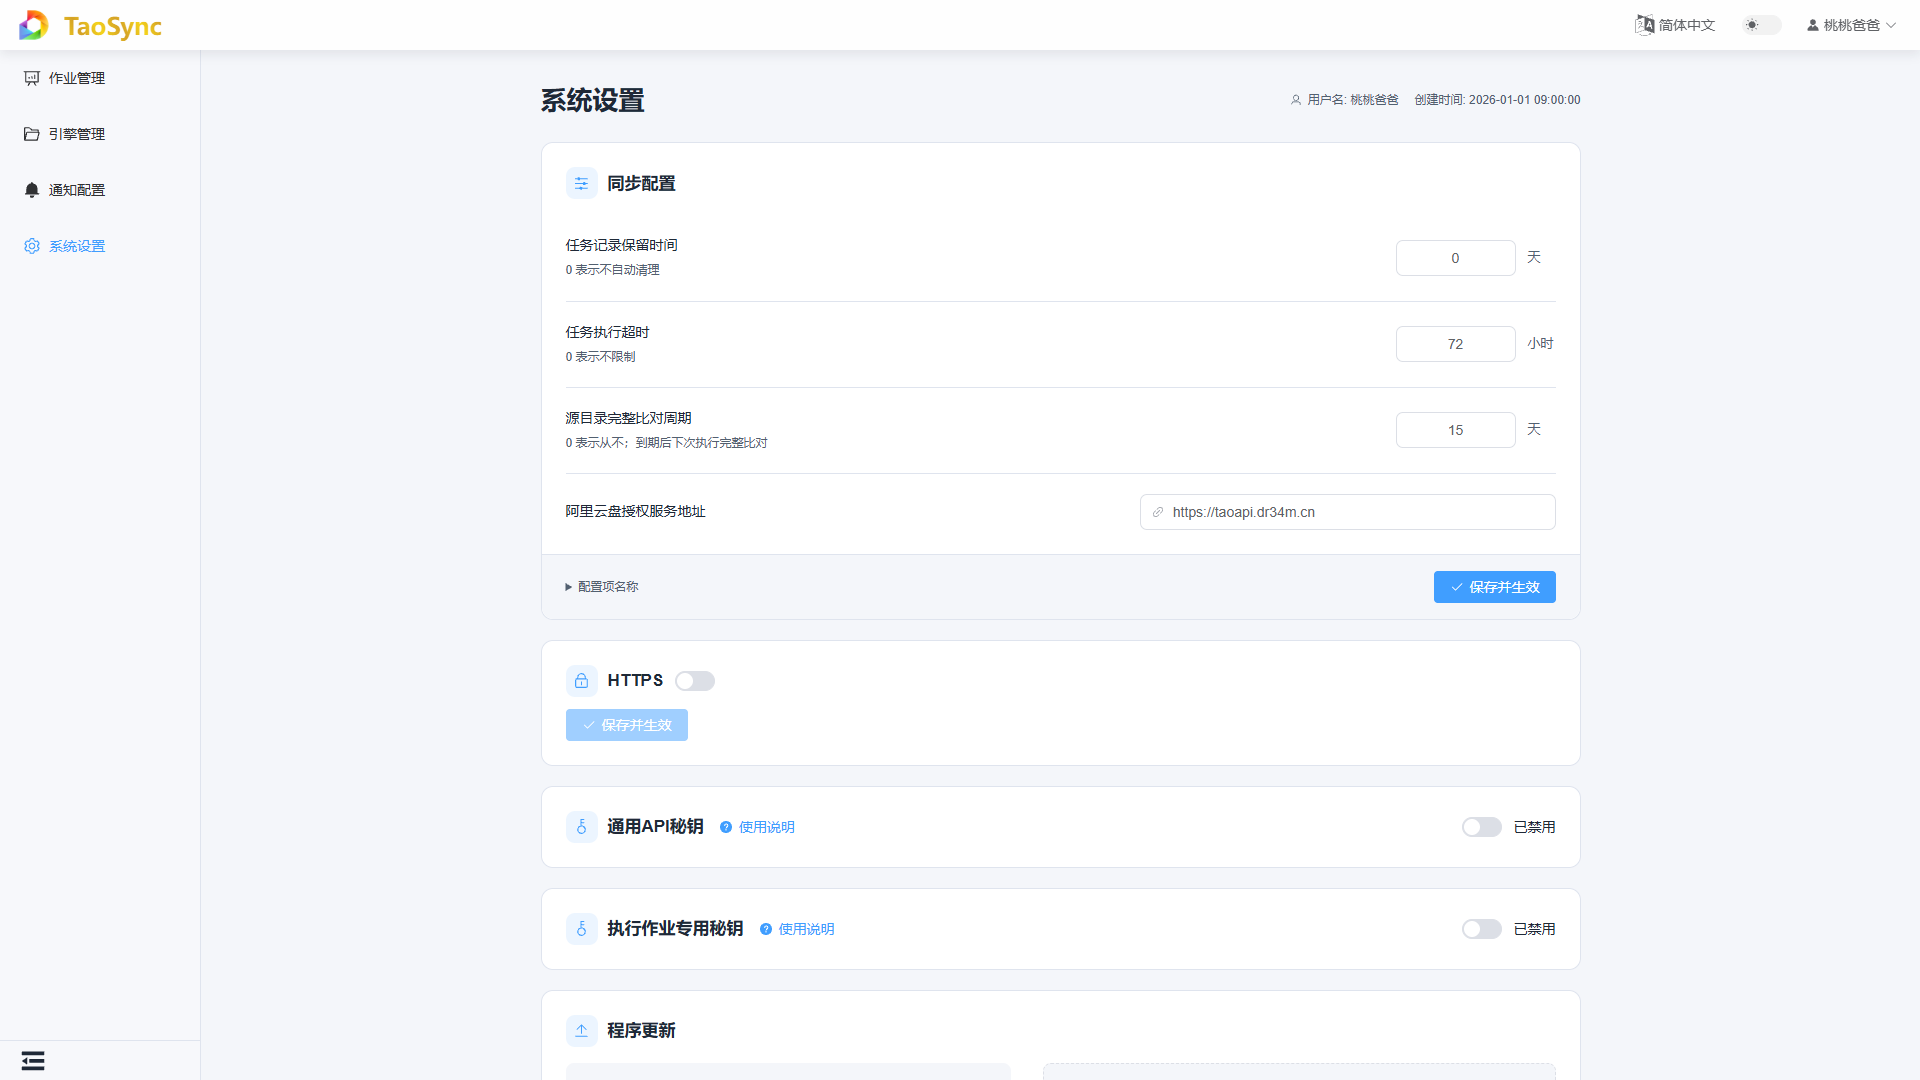 TaoSync
简体中文
桃桃爸爸
作业管理
引擎管理
通知配置
系统设置
系统设置
用户名: 桃桃爸爸 创建时间: 2026-01-01 09:00:00
同步配置
任务记录保留时间
0 表示不自动清理
0 天
任务执行超时
0 表示不限制
72 小时
源目录完整比对周期
0 表示从不；到期后下次执行完整比对
15 天
阿里云盘授权服务地址
https://taoapi.dr34m.cn
配置项名称
保存并生效
HTTPS
保存并生效
通用API秘钥 使用说明
已禁用
执行作业专用秘钥 使用说明
已禁用
程序更新